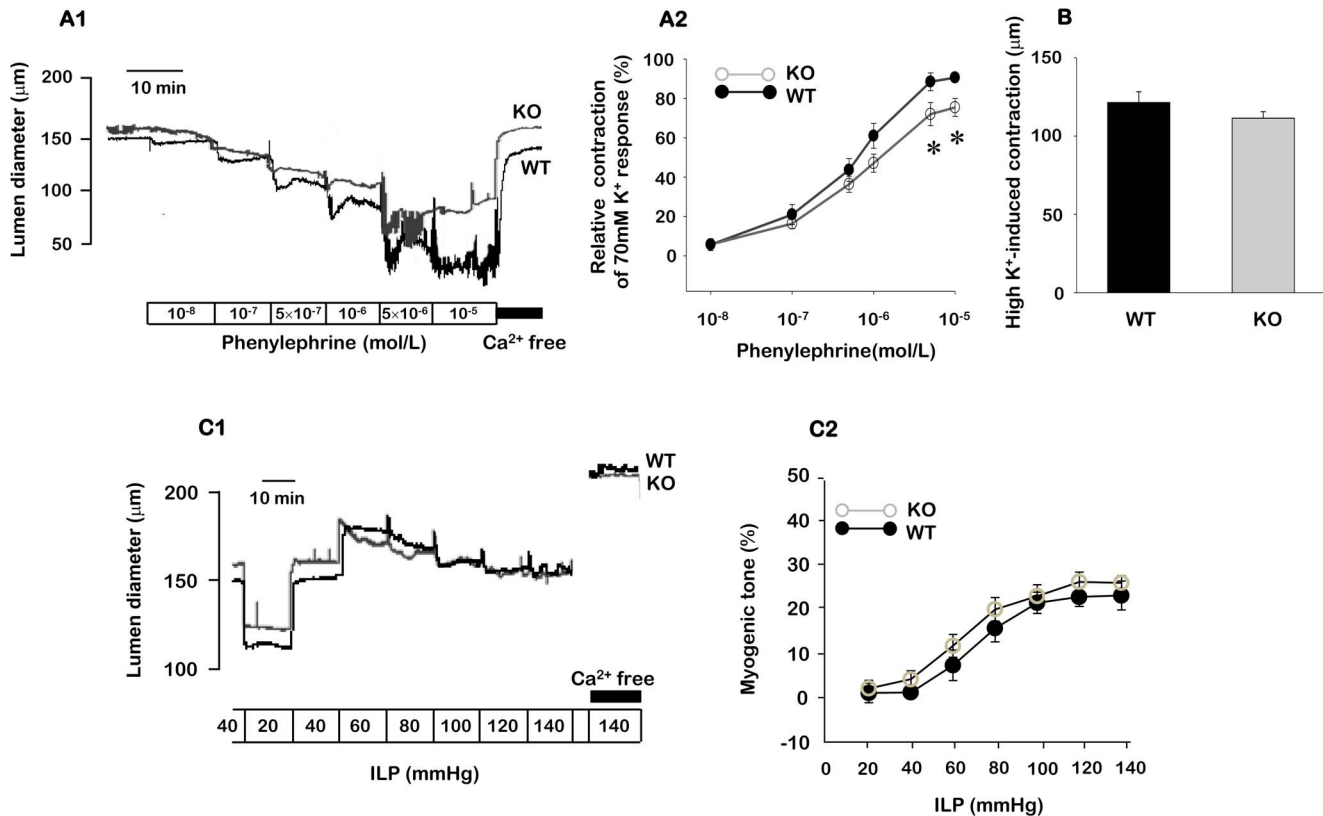 A1
Lumen diameter (μm)
200
150
100
50
10 min
KO
WT
10⁻⁸ 10⁻⁷ 5×10⁻⁷ 10⁻⁶ 5×10⁻⁶ 10⁻⁵
Phenylephrine (mol/L)
Ca²⁺ free
A2
Relative contraction
of 70mM K⁺ response (%)
100
80
60
40
20
0
KO
WT
*
*
10⁻⁸ 10⁻⁷ 10⁻⁶ 10⁻⁵
Phenylephrine(mol/L)
B
High K⁺-induced contraction (μm)
150
100
50
0
WT KO
C1
Lumen diameter (μm)
200
150
100
10 min
WT
KO
Ca²⁺ free
40 20 40 60 80 100 120 140 140
ILP (mmHg)
C2
Myogenic tone (%)
50
40
30
20
10
0
-10
KO
WT
0 20 40 60 80 100 120 140
ILP (mmHg)